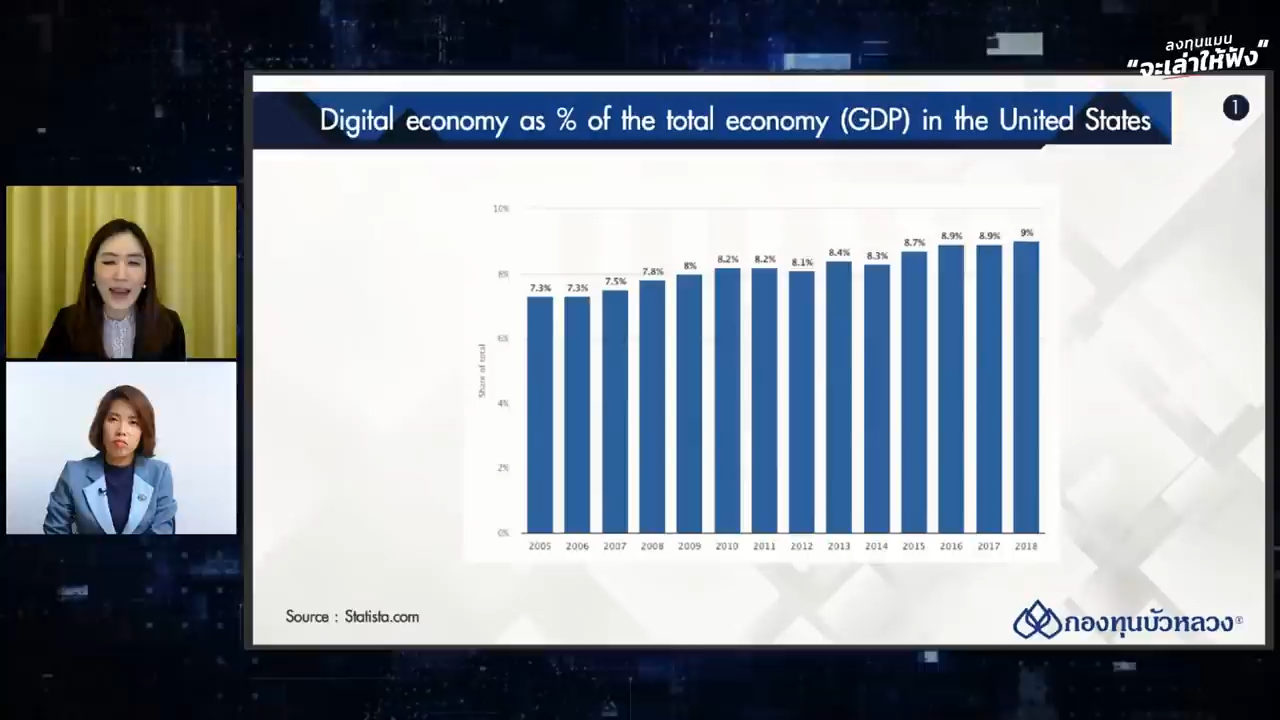 ลงทุนแมน
“จะเล่าให้ฟัง“
Digital economy as % of the total economy (GDP) in the United States
1
10%
8%
6%
4%
2%
0%
Share of total
7.3% 7.3% 7.5% 7.8% 8% 8.2% 8.2% 8.1% 8.4% 8.3% 8.7% 8.9% 8.9% 9%
2005 2006 2007 2008 2009 2010 2011 2012 2013 2014 2015 2016 2017 2018
Source : Statista.com
กองทุนบัวหลวง®